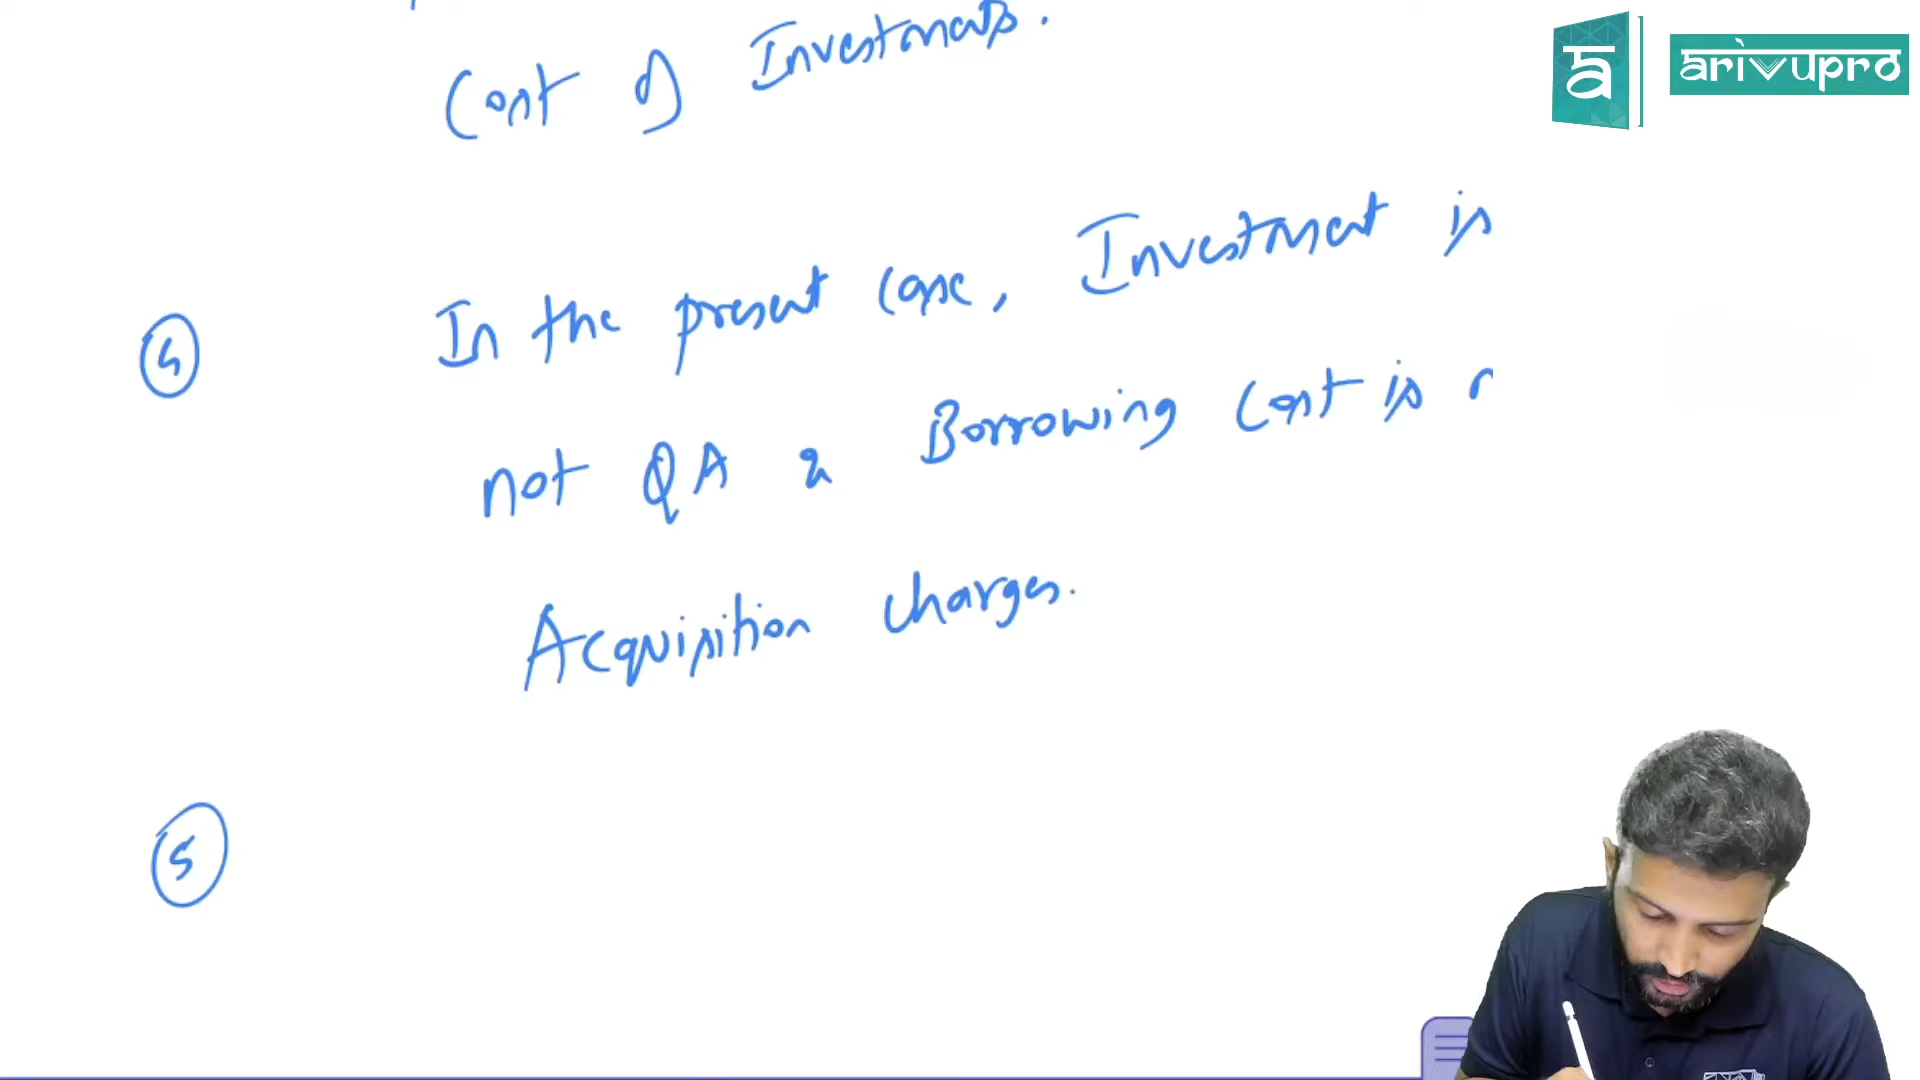 Cost of Investments.
arivupro
④ In the present case, Investment is
not QA & Borrowing Cost is n
Acquisition charges.
⑤